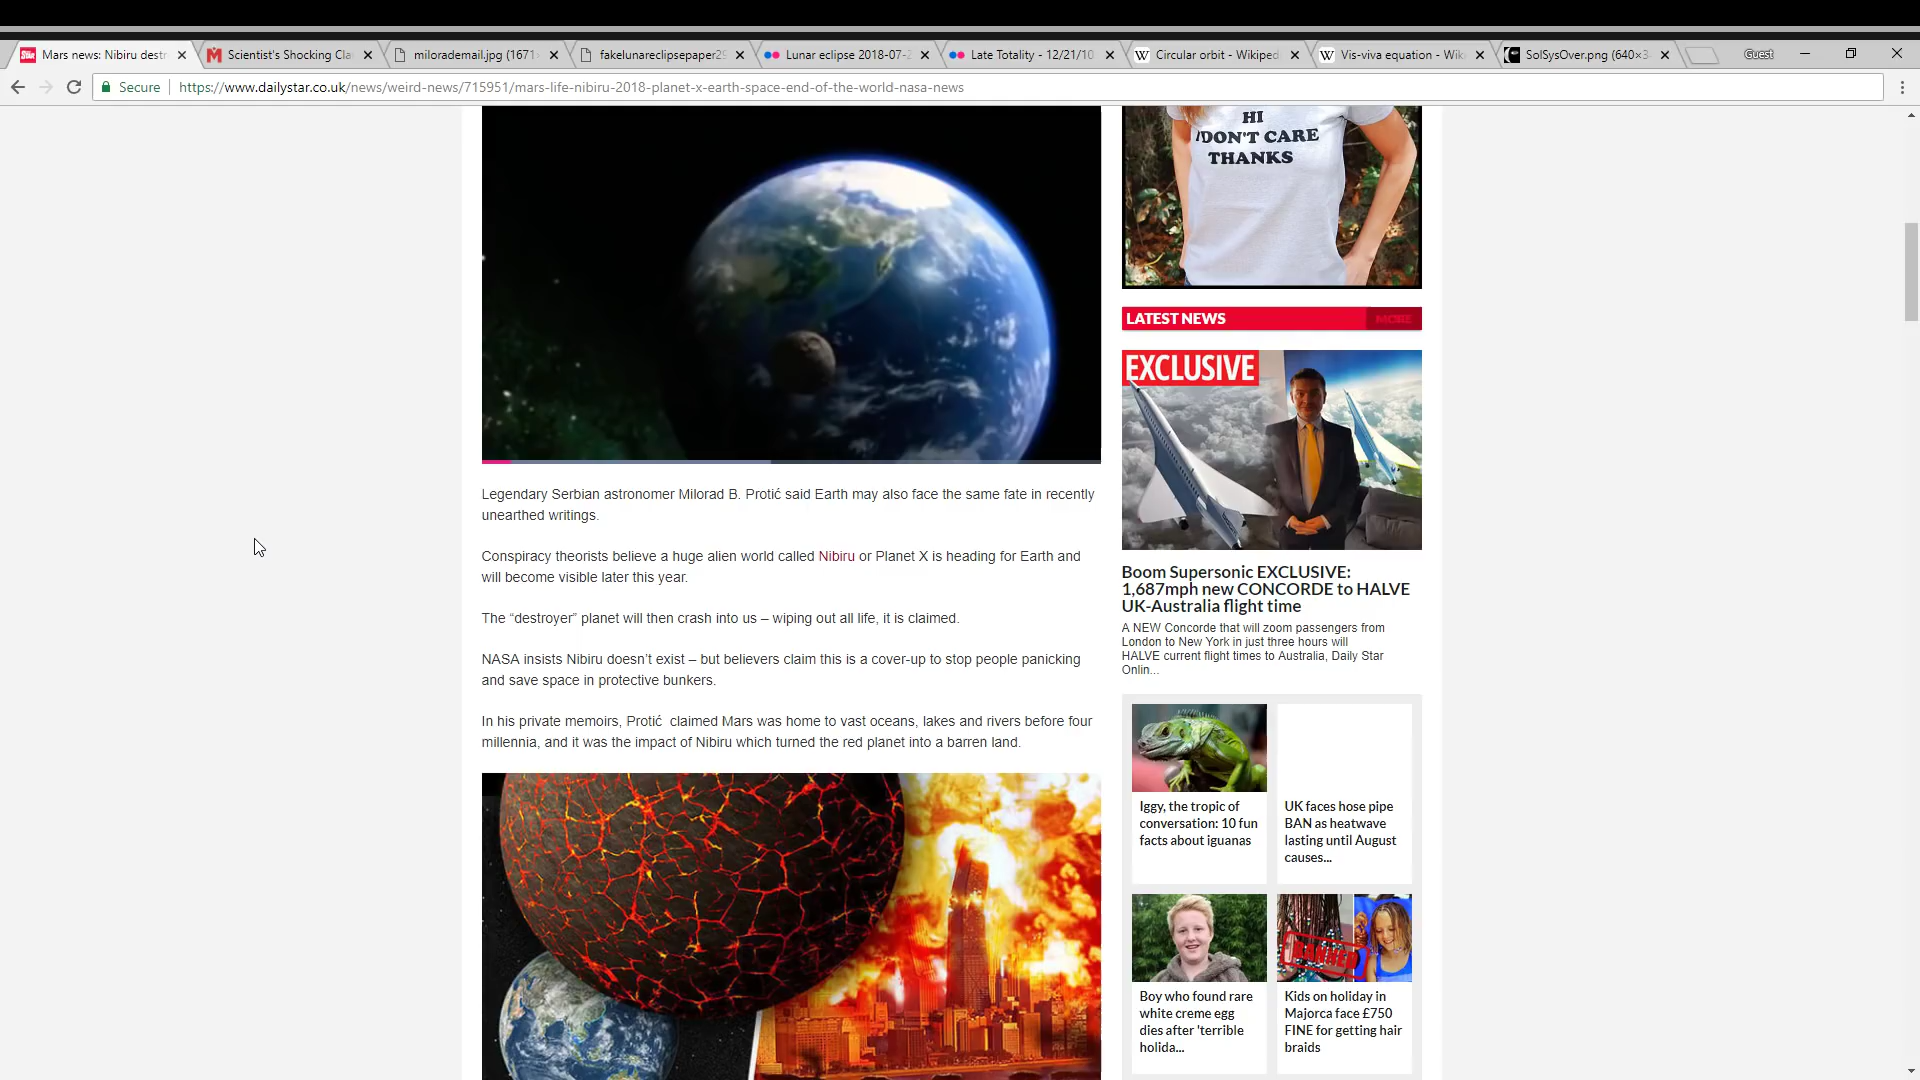 Mars news: Nibiru destr
Scientist's Shocking Cla
milorademail.jpg (1671
fakelunareclipsepaper29
Lunar eclipse 2018-07-2
Late Totality - 12/21/10
Circular orbit - Wikiped
Vis-viva equation - Wik
SolSysOver.png (640×3
Guest
Secure
https://www.dailystar.co.uk/news/weird-news/715951/mars-life-nibiru-2018-planet-x-earth-space-end-of-the-world-nasa-news
HI
I DON'T CARE
THANKS
LATEST NEWS
MORE
EXCLUSIVE
Legendary Serbian astronomer Milorad B. Protić said Earth may also face the same fate in recently
unearthed writings.
Conspiracy theorists believe a huge alien world called Nibiru or Planet X is heading for Earth and
will become visible later this year.
The “destroyer” planet will then crash into us – wiping out all life, it is claimed.
NASA insists Nibiru doesn’t exist – but believers claim this is a cover-up to stop people panicking
and save space in protective bunkers.
In his private memoirs, Protić claimed Mars was home to vast oceans, lakes and rivers before four
millennia, and it was the impact of Nibiru which turned the red planet into a barren land.
Boom Supersonic EXCLUSIVE:
1,687mph new CONCORDE to HALVE
UK-Australia flight time
A NEW Concorde that will zoom passengers from
London to New York in just three hours will
HALVE current flight times to Australia, Daily Star
Onlin...
Iggy, the tropic of
conversation: 10 fun
facts about iguanas
UK faces hose pipe
BAN as heatwave
lasting until August
causes...
BANNED
Boy who found rare
white creme egg
dies after 'terrible
holida...
Kids on holiday in
Majorca face £750
FINE for getting hair
braids